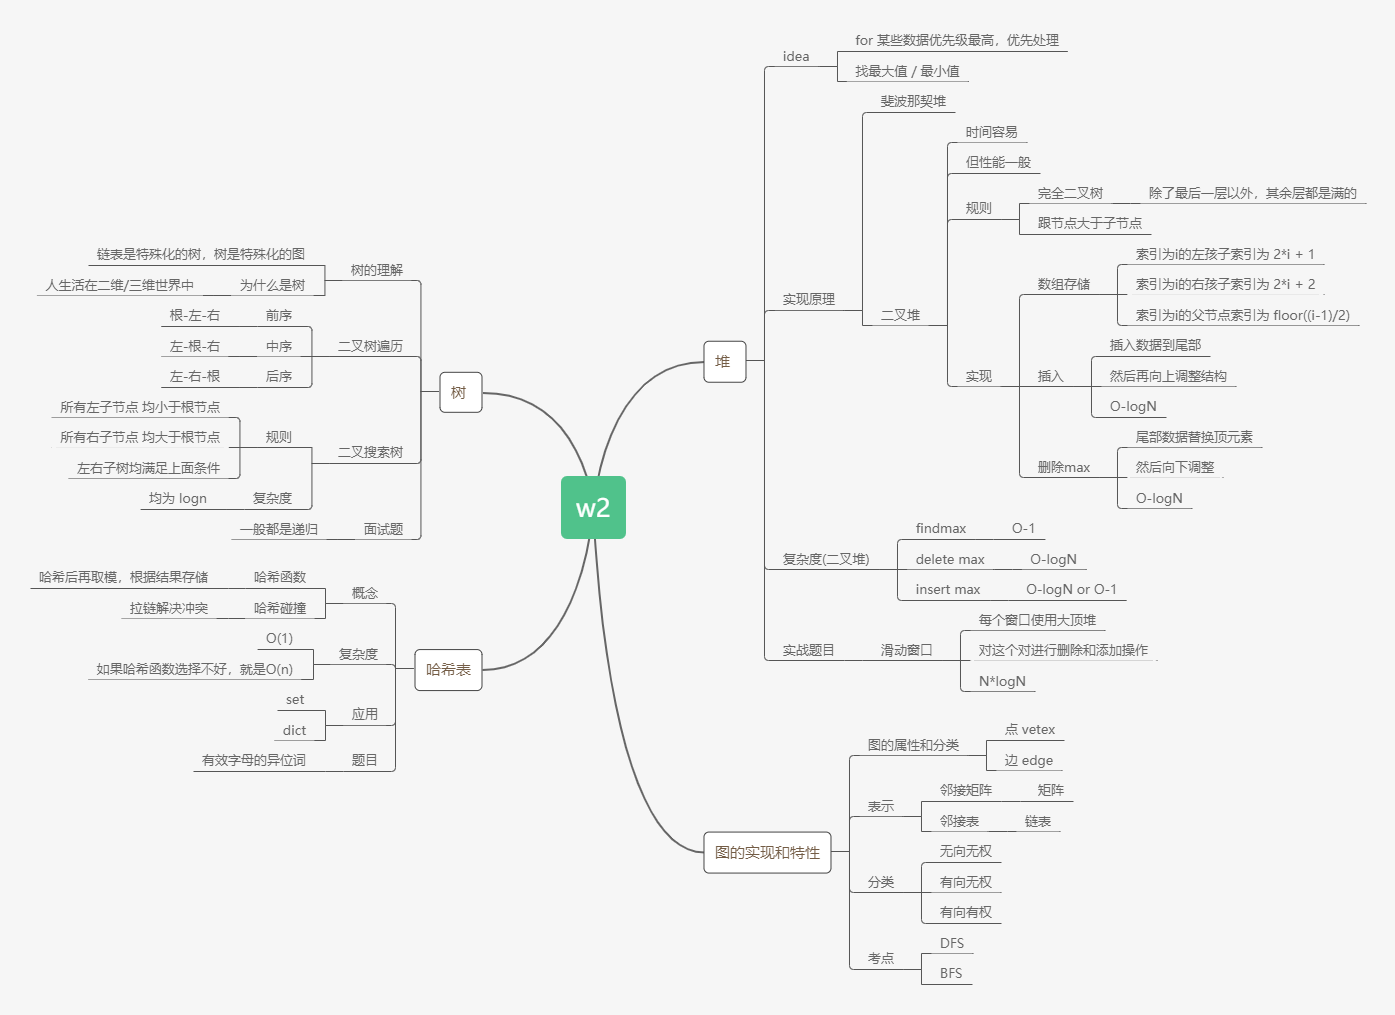 w2
堆
idea
for 某些数据优先级最高，优先处理
找最大值 / 最小值
实现原理
斐波那契堆
二叉堆
时间容易
但性能一般
规则
完全二叉树
除了最后一层以外，其余层都是满的
跟节点大于子节点
实现
数组存储
索引为i的左孩子索引为 2*i + 1
索引为i的右孩子索引为 2*i + 2
索引为i的父节点索引为 floor((i-1)/2)
插入
插入数据到尾部
然后再向上调整结构
O-logN
删除max
尾部数据替换顶元素
然后向下调整
O-logN
复杂度(二叉堆)
findmax
O-1
delete max
O-logN
insert max
O-logN or O-1
实战题目
滑动窗口
每个窗口使用大顶堆
对这个对进行删除和添加操作
N*logN
图的实现和特性
图的属性和分类
点 vetex
边 edge
表示
邻接矩阵
矩阵
邻接表
链表
分类
无向无权
有向无权
有向有权
考点
DFS
BFS
树
树的理解
链表是特殊化的树，树是特殊化的图
为什么是树
人生活在二维/三维世界中
二叉树遍历
前序
根-左-右
中序
左-根-右
后序
左-右-根
二叉搜索树
规则
所有左子节点 均小于根节点
所有右子节点 均大于根节点
左右子树均满足上面条件
复杂度
均为 logn
面试题
一般都是递归
哈希表
概念
哈希函数
哈希后再取模，根据结果存储
哈希碰撞
拉链解决冲突
复杂度
O(1)
如果哈希函数选择不好，就是O(n)
应用
set
dict
题目
有效字母的异位词